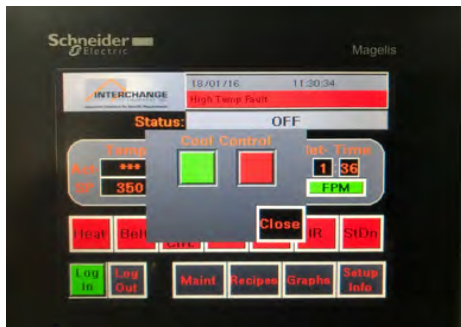 Schneider
Electric
Magelis
INTERCHANGE
18/01/16 11:30:34
High Temp Fault
Status: OFF
Cool Control
Temp
Time
***
1 36
SP 350
FPM
Close
Heat
Belt
IR
StDn
Log In
Log Out
Maint
Recipes
Graphs
Setup Info